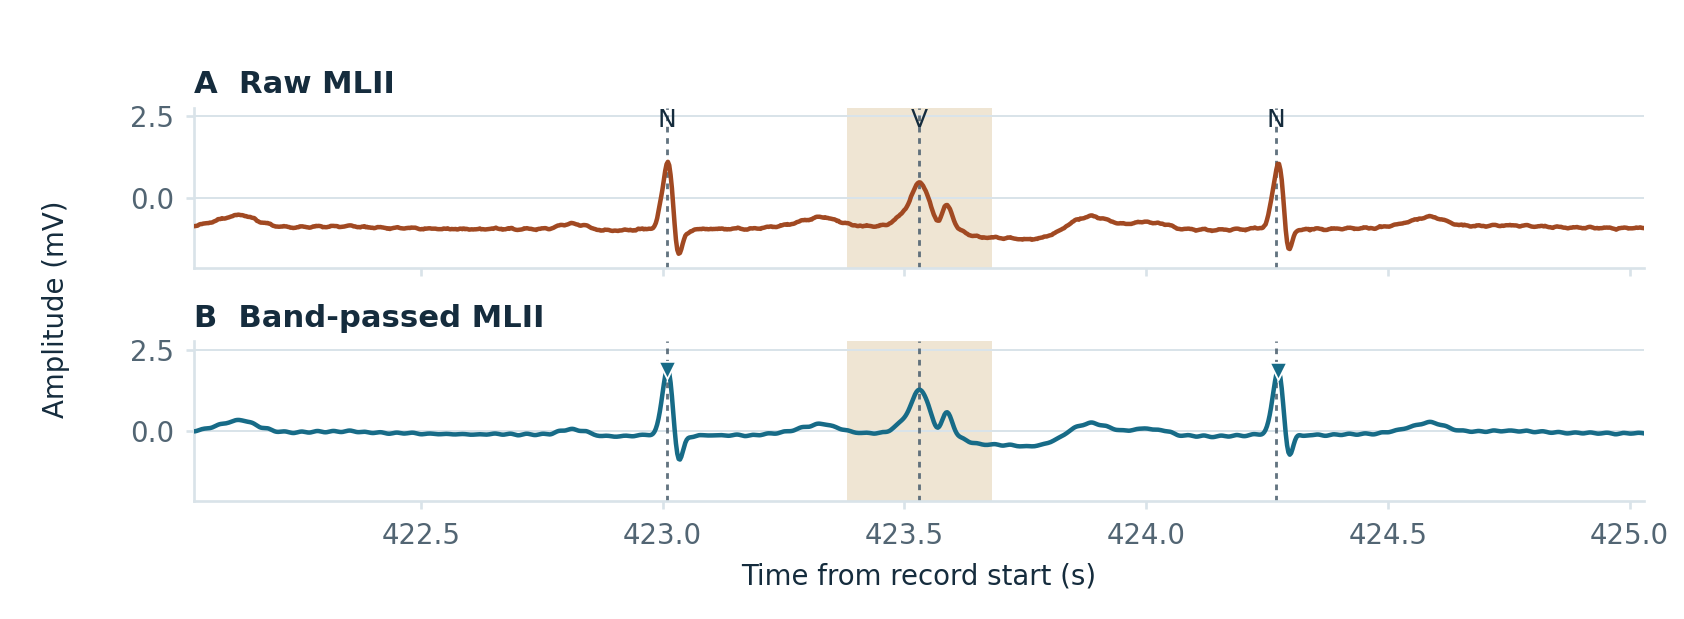 A Raw MLII
2.5
N V N
0.0
Amplitude (mV)
B Band-passed MLII
2.5
0.0
422.5 423.0 423.5 424.0 424.5 425.0
Time from record start (s)